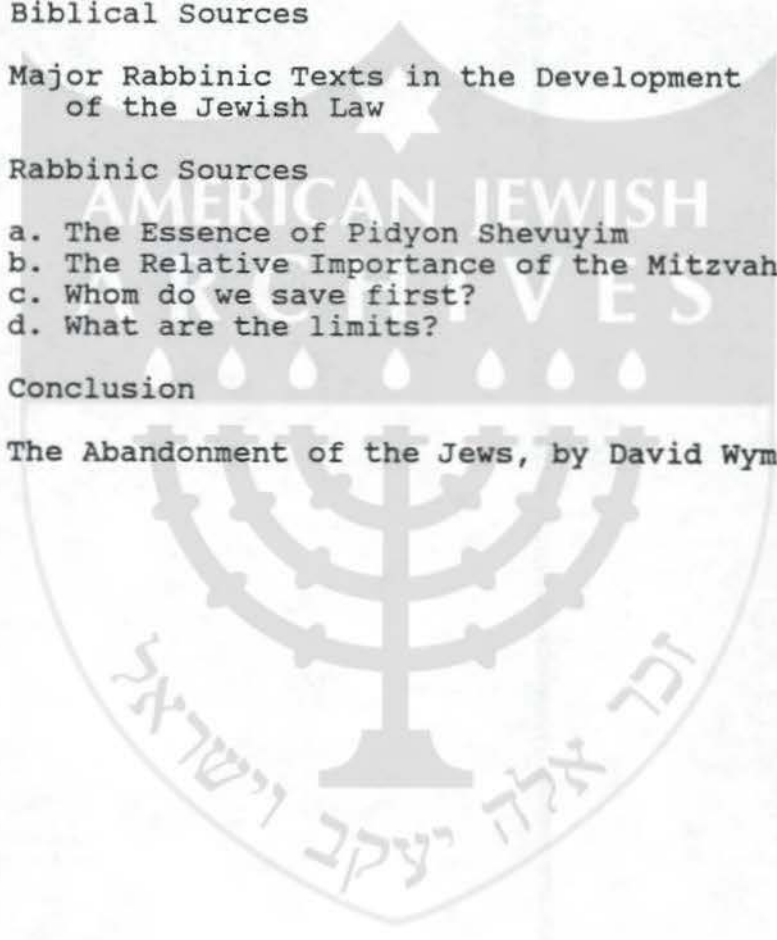 Biblical Sources
Major Rabbinic Texts in the Development
of the Jewish Law
Rabbinic Sources
AMERICAN JEWISH
ARCHIVES
a. The Essence of Pidyon Shevuyim
b. The Relative Importance of the Mitzvah
c. Whom do we save first?
d. What are the limits?
Conclusion
The Abandonment of the Jews, by David Wym
זכר אלה יעקב וישראל